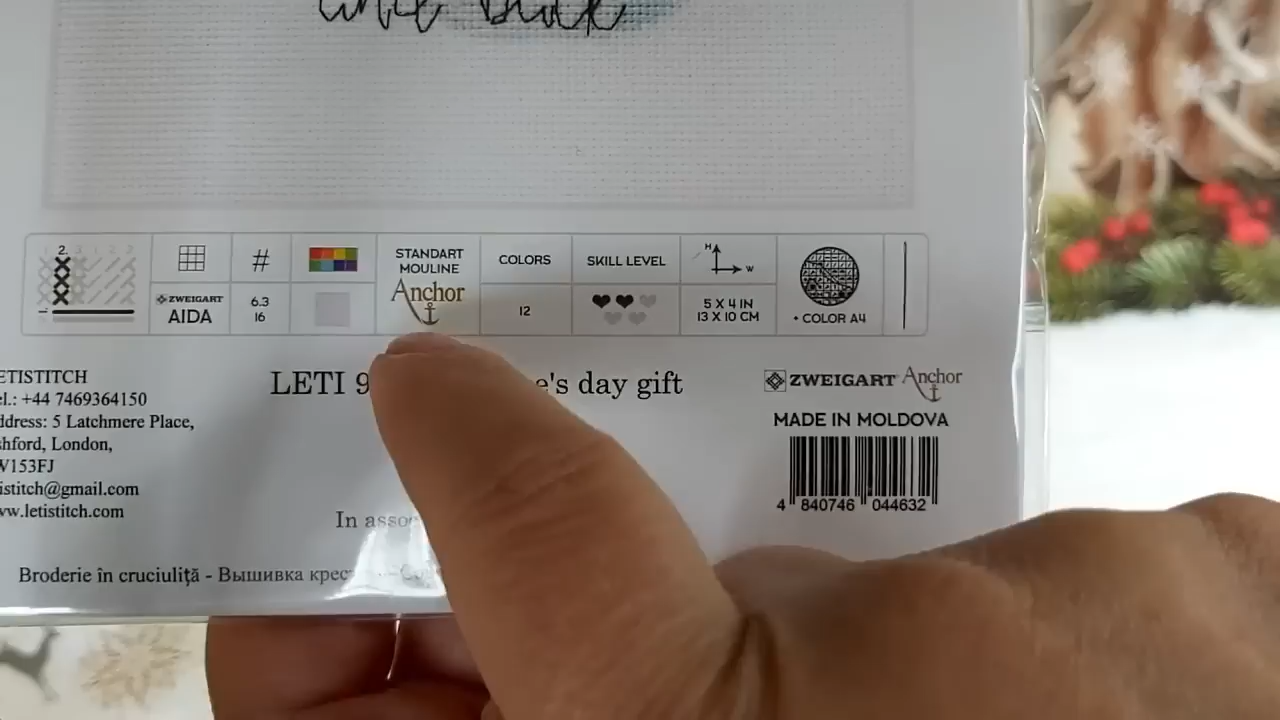 2
STANDART MOULINE
COLORS
SKILL LEVEL
H
W
#
Anchor
ZWEIGART
AIDA
6.3
16
12
5 X 4 IN
13 X 10 CM
+ COLOR A4
LETI 9
e's day gift
ETISTITCH
el.: +44 7469364150
ddress: 5 Latchmere Place,
shford, London,
W153FJ
istitch@gmail.com
ww.letistitch.com
ZWEIGART Anchor
MADE IN MOLDOVA
4 840746 044632
In asso
Broderie în cruciuliță - Вышивка крес